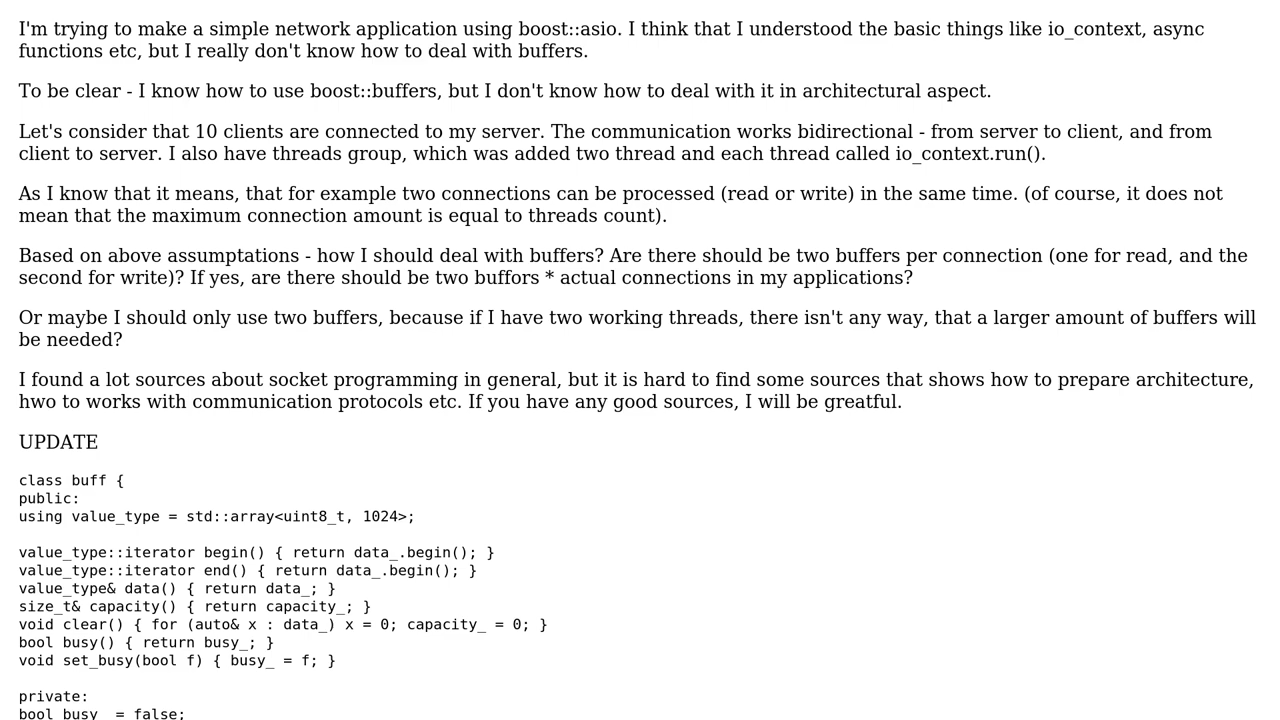 I'm trying to make a simple network application using boost::asio. I think that I understood the basic things like io_context, async
functions etc, but I really don't know how to deal with buffers.
To be clear - I know how to use boost::buffers, but I don't know how to deal with it in architectural aspect.
Let's consider that 10 clients are connected to my server. The communication works bidirectional - from server to client, and from
client to server. I also have threads group, which was added two thread and each thread called io_context.run().
As I know that it means, that for example two connections can be processed (read or write) in the same time. (of course, it does not
mean that the maximum connection amount is equal to threads count).
Based on above assumptions - how I should deal with buffers? Are there should be two buffers per connection (one for read, and the
second for write)? If yes, are there should be two buffors * actual connections in my applications?
Or maybe I should only use two buffers, because if I have two working threads, there isn't any way, that a larger amount of buffers will
be needed?
I found a lot sources about socket programming in general, but it is hard to find some sources that shows how to prepare architecture,
hwo to works with communication protocols etc. If you have any good sources, I will be greatful.
UPDATE
class buff {
public:
using value_type = std::array<uint8_t, 1024>;
value_type::iterator begin() { return data_.begin(); }
value_type::iterator end() { return data_.begin(); }
value_type& data() { return data_; }
size_t& capacity() { return capacity_; }
void clear() { for (auto& x : data_) x = 0; capacity_ = 0; }
bool busy() { return busy_; }
void set_busy(bool f) { busy_ = f; }
private:
bool busy_ = false;